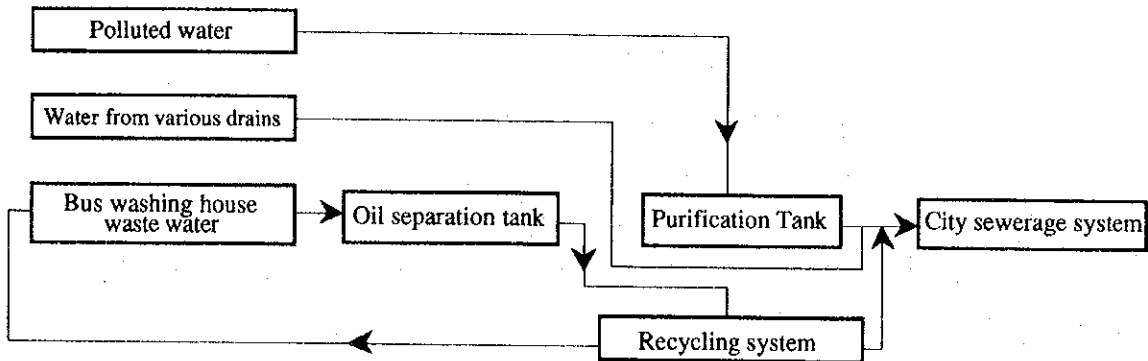 Polluted water
Water from various drains
Bus washing house
waste water
Oil separation tank
Purification Tank
City sewerage system
Recycling system